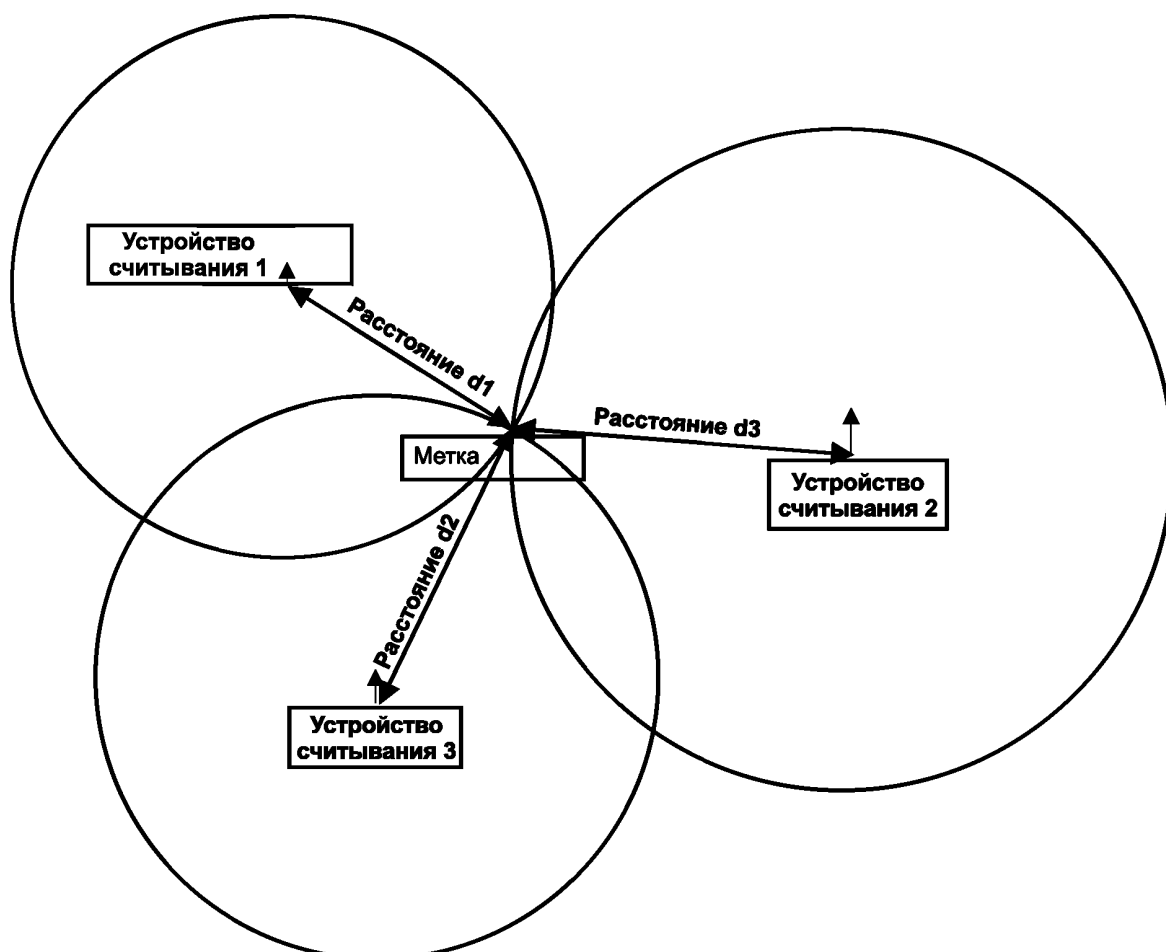 Устройство
считывания 1
Расстояние d1
Расстояние d3
Метка
Устройство
считывания 2
Расстояние d2
Устройство
считывания 3